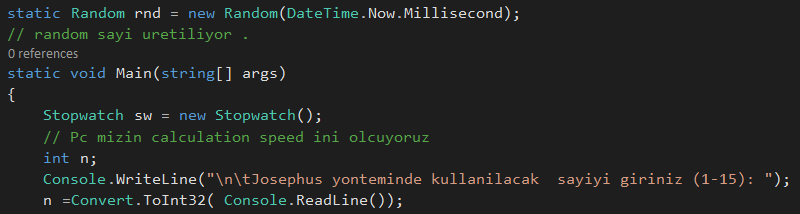 static Random rnd = new Random(DateTime.Now.Millisecond);
// random sayi uretiliyor .
0 references
static void Main(string[] args)
{
Stopwatch sw = new Stopwatch();
// Pc mizin calculation speed ini olcuyoruz
int n;
Console.WriteLine("\n\tJosephus yonteminde kullanilacak  sayiyi giriniz (1-15): ");
n =Convert.ToInt32( Console.ReadLine());